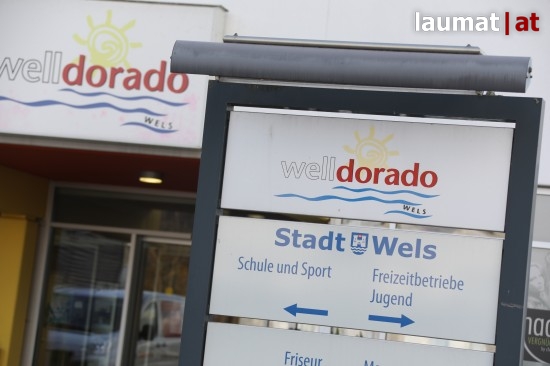 laumat|at
welldorado
WELS
welldorado
WELS
Stadt Wels
Schule und Sport
Freizeitbetriebe
Jugend
Friseur